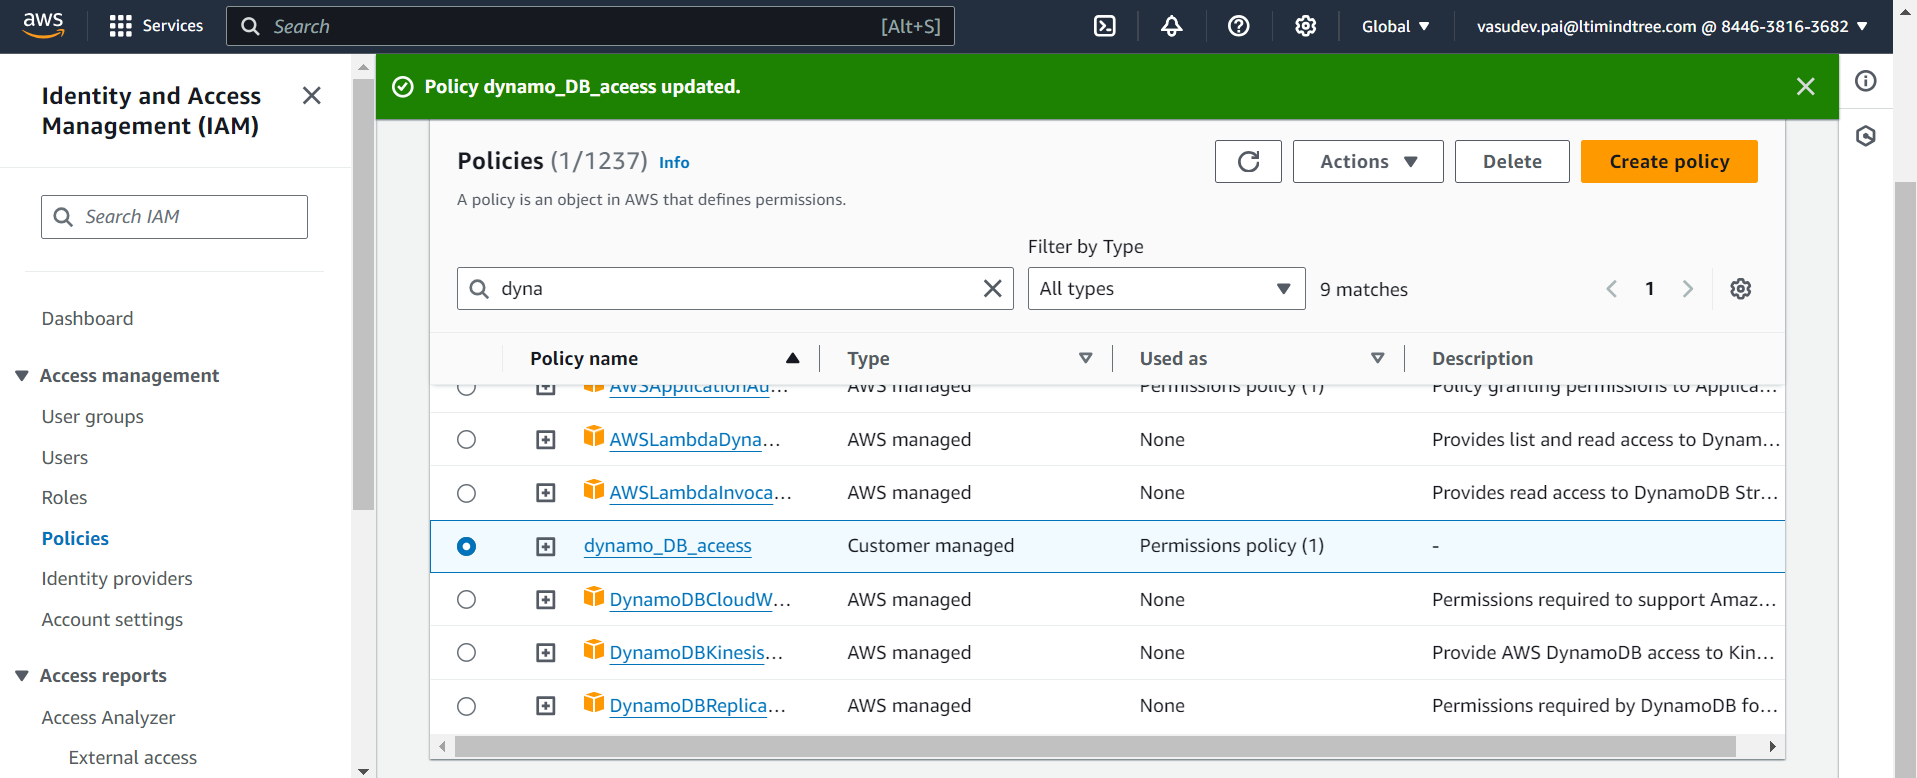 aws Services Search [Alt+S] Global vasudev.pai@ltimindtree.com @ 8446-3816-3682
Policy dynamo_DB_aceess updated.
Identity and Access
Management (IAM)
Search IAM
Dashboard
Access management
User groups
Users
Roles
Policies
Identity providers
Account settings
Access reports
Access Analyzer
External access
Policies (1/1237) Info
Actions
Delete
Create policy
A policy is an object in AWS that defines permissions.
Filter by Type
dyna
All types
9 matches
1
Policy name Type Used as Description
AWSApplicationAu... AWS managed Permissions policy (1) Policy granting permissions to Applica...
AWSLambdaDyna... AWS managed None Provides list and read access to Dynam...
AWSLambdaInvoca... AWS managed None Provides read access to DynamoDB Str...
dynamo_DB_aceess Customer managed Permissions policy (1) -
DynamoDBCloudW... AWS managed None Permissions required to support Amaz...
DynamoDBKinesis... AWS managed None Provide AWS DynamoDB access to Kin...
DynamoDBReplica... AWS managed None Permissions required by DynamoDB fo...